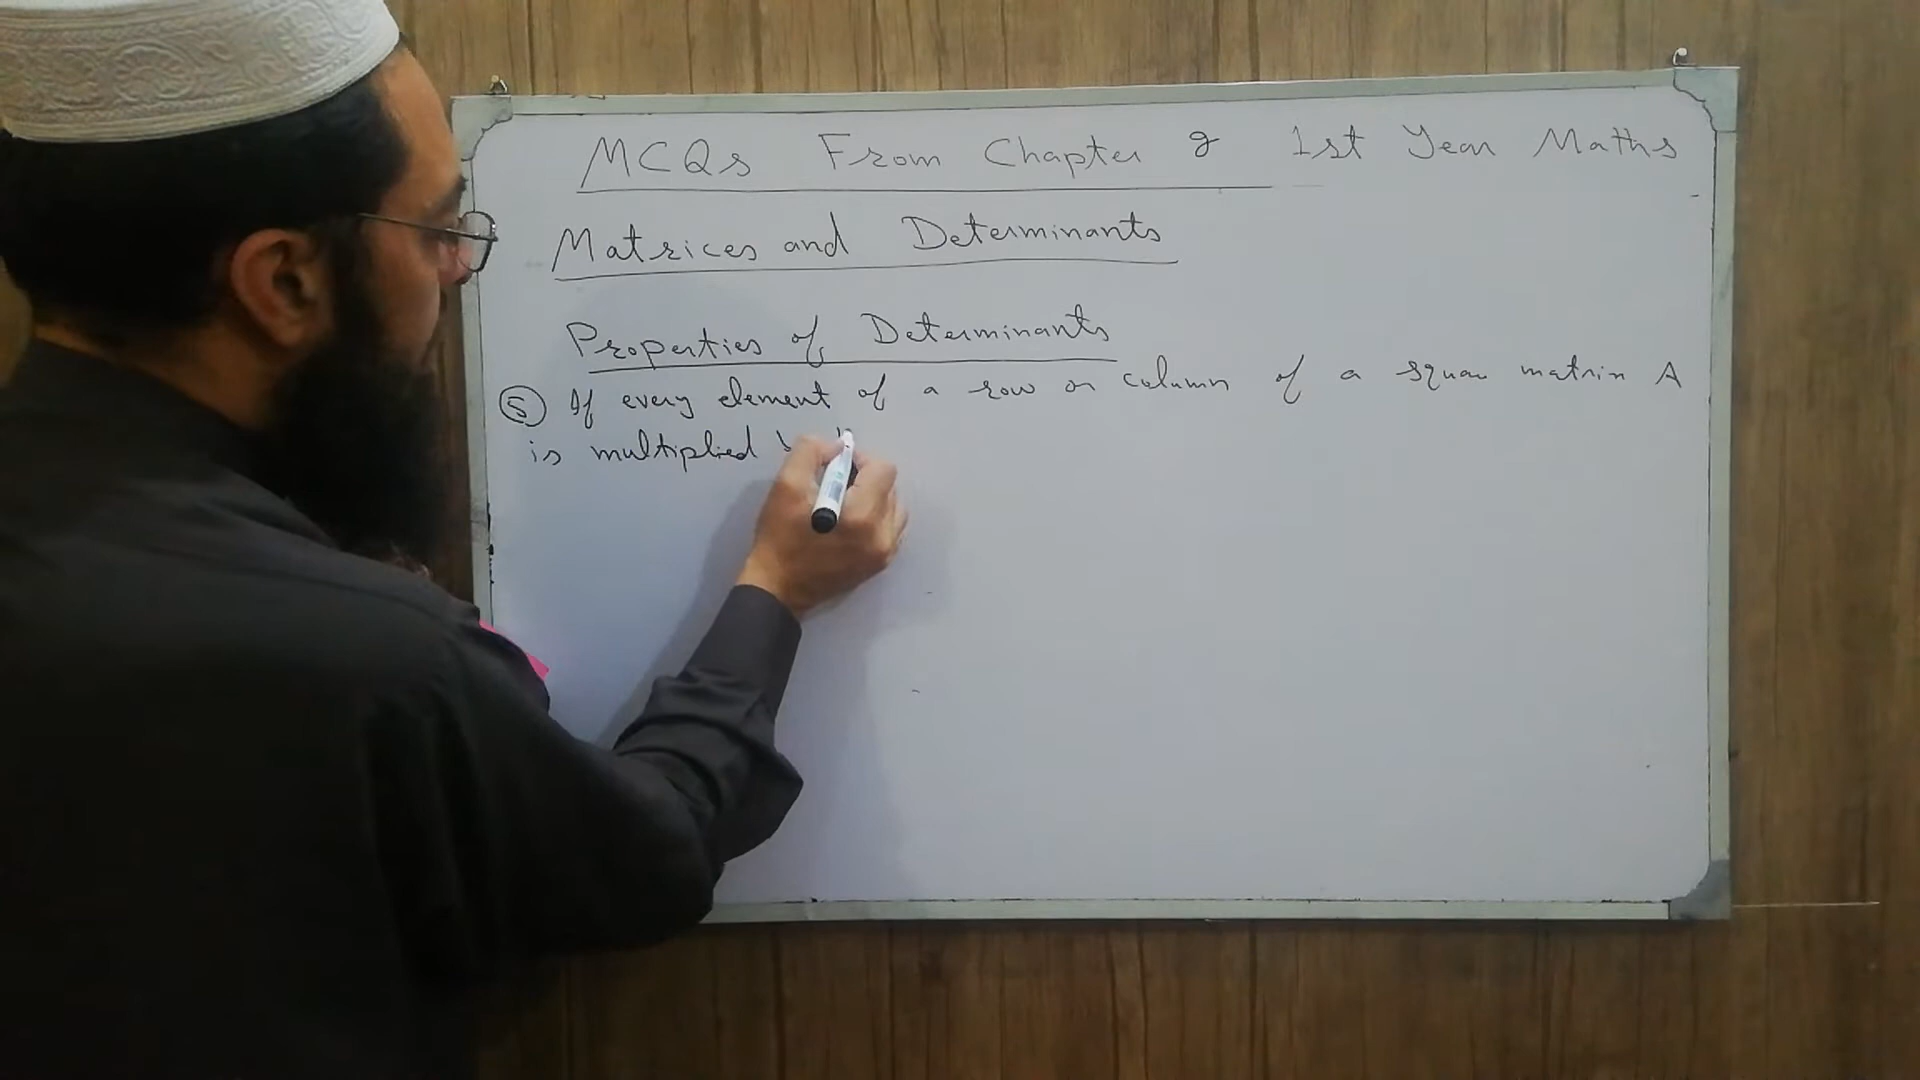 MCQs From Chapter 2 1st Year Maths
Matrices and Determinants
Properties of Determinants
5 If every element of a row or column of a square matrix A
is multiplied